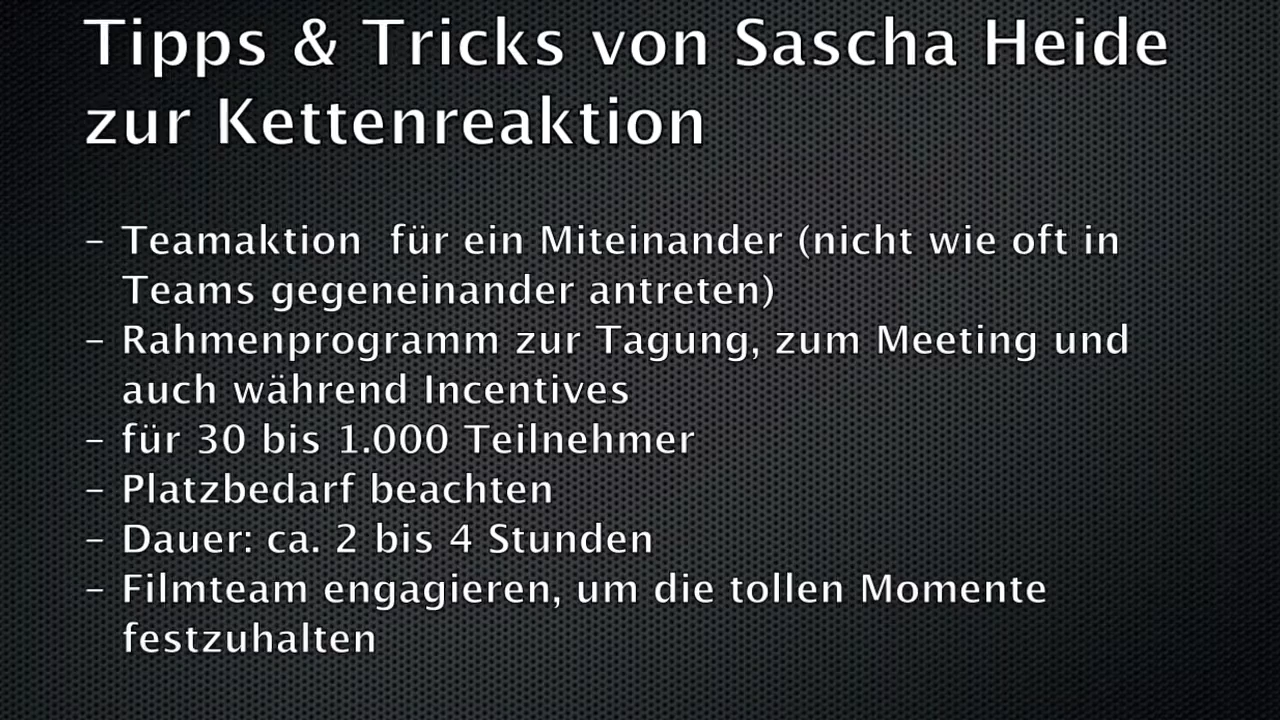 Tipps & Tricks von Sascha Heide
zur Kettenreaktion
– Teamaktion  für ein Miteinander (nicht wie oft in
Teams gegeneinander antreten)
– Rahmenprogramm zur Tagung, zum Meeting und
auch während Incentives
– für 30 bis 1.000 Teilnehmer
– Platzbedarf beachten
– Dauer: ca. 2 bis 4 Stunden
– Filmteam engagieren, um die tollen Momente
festzuhalten